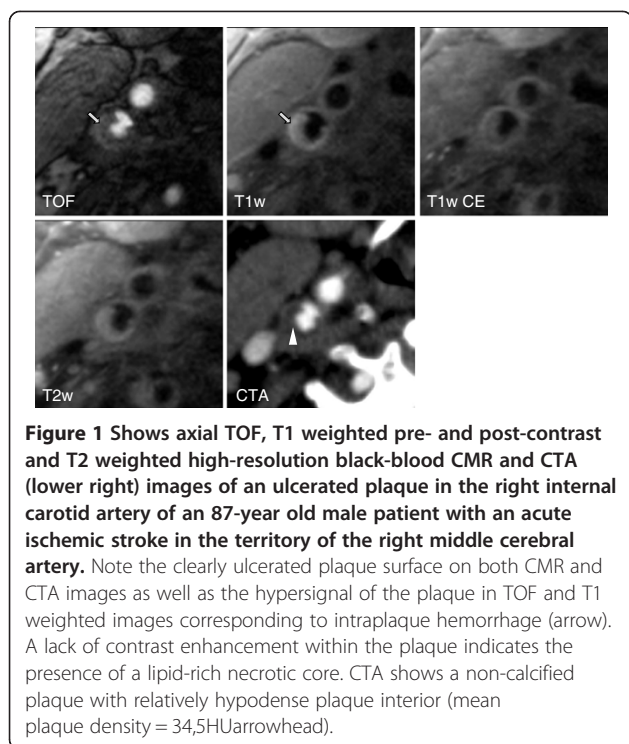 TOF
T1w
T1w CE
T2w
CTA
Figure 1 Shows axial TOF, T1 weighted pre- and post-contrast
and T2 weighted high-resolution black-blood CMR and CTA
(lower right) images of an ulcerated plaque in the right internal
carotid artery of an 87-year old male patient with an acute
ischemic stroke in the territory of the right middle cerebral
artery. Note the clearly ulcerated plaque surface on both CMR and
CTA images as well as the hypersignal of the plaque in TOF and T1
weighted images corresponding to intraplaque hemorrhage (arrow).
A lack of contrast enhancement within the plaque indicates the
presence of a lipid-rich necrotic core. CTA shows a non-calcified
plaque with relatively hypodense plaque interior (mean
plaque density = 34,5HUarrowhead).